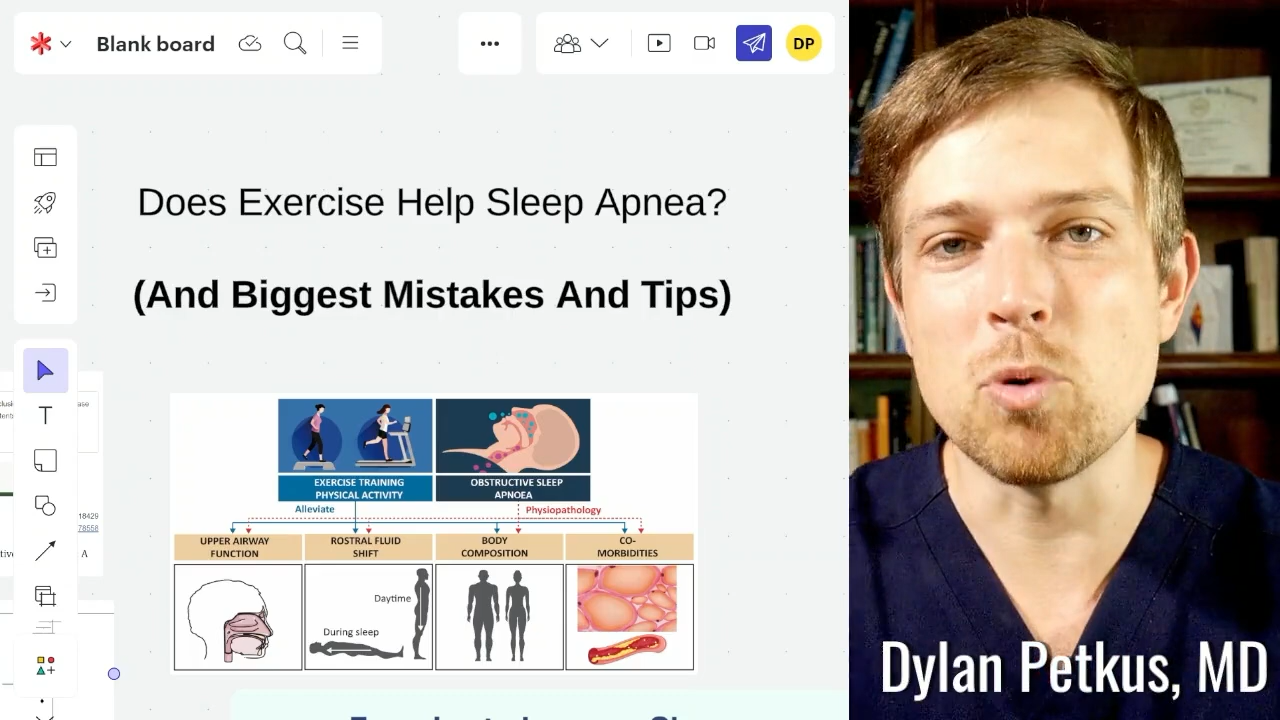 Blank board
DP
Does Exercise Help Sleep Apnea?
(And Biggest Mistakes And Tips)
EXERCISE TRAINING
PHYSICAL ACTIVITY
OBSTRUCTIVE SLEEP
APNOEA
Alleviate
Physiopathology
UPPER AIRWAY
FUNCTION
ROSTRAL FLUID
SHIFT
BODY
COMPOSITION
CO-
MORBIDITIES
Daytime
During sleep
18429
78558
A
T
Dylan Petkus, MD